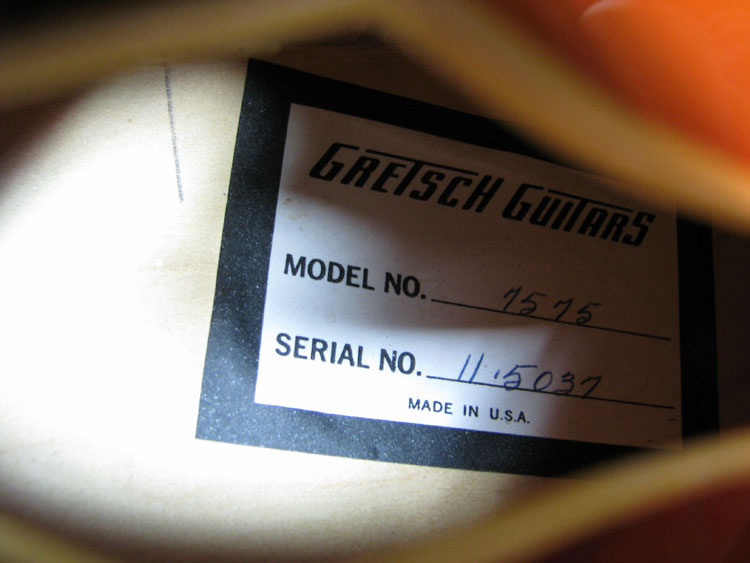 GRETSCH GUITARS
MODEL NO. 7575
SERIAL NO. 11·5037
MADE IN U.S.A.